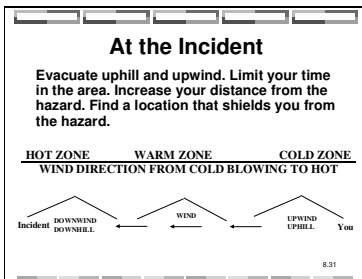 At the Incident
Evacuate uphill and upwind. Limit your time
in the area. Increase your distance from the
hazard. Find a location that shields you from
the hazard.
HOT ZONE WARM ZONE COLD ZONE
WIND DIRECTION FROM COLD BLOWING TO HOT
Incident DOWNWIND WIND UPWIND You
DOWNHILL UPHILL
8.31